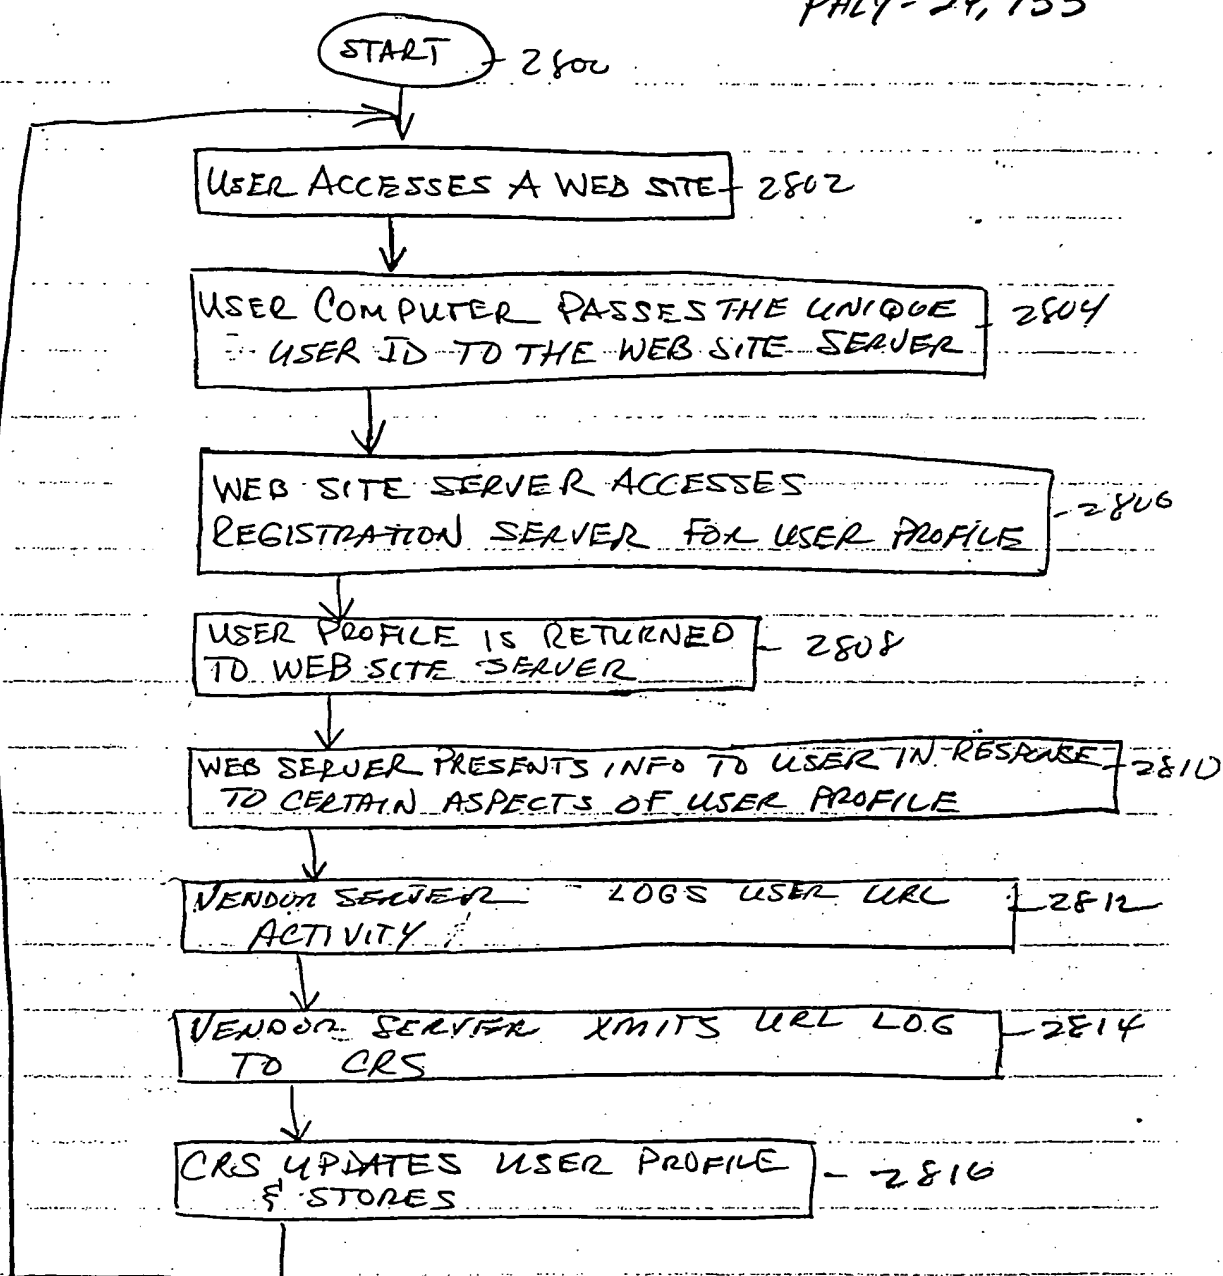 PHLY-24,733
START 2800
USER ACCESSES A WEB SITE 2802
USER COMPUTER PASSES THE UNIQUE 2804
USER ID TO THE WEB SITE SERVER
WEB SITE SERVER ACCESSES
REGISTRATION SERVER FOR USER PROFILE 2806
USER PROFILE IS RETURNED 2808
TO WEB SITE SERVER
WEB SERVER PRESENTS INFO TO USER IN RESPONSE 2810
TO CERTAIN ASPECTS OF USER PROFILE
VENDOR SERVER LOGS USER URL 2812
ACTIVITY
VENDOR SERVER XMITS URL LOG 2814
TO CRS
CRS UPDATES USER PROFILE 2816
& STORES